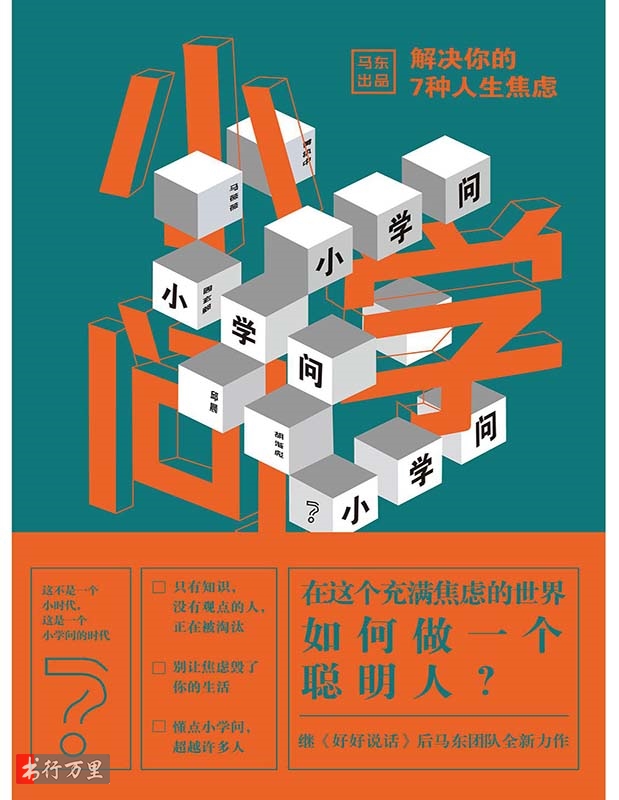 马东
出品
解决你的
7种人生焦虑
小学问
黄执中
马薇薇
周玄毅
邱晨
胡渐彪
小学问
小学问
小学问
?
这不是一个
小时代,
这是一个
小学问的时代
?
只有知识,
没有观点的人,
正在被淘汰
别让焦虑毁了
你的生活
懂点小学问,
超越许多人
在这个充满焦虑的世界
如何做一个
聪明人?
继《好好说话》后马东团队全新力作
书行万里